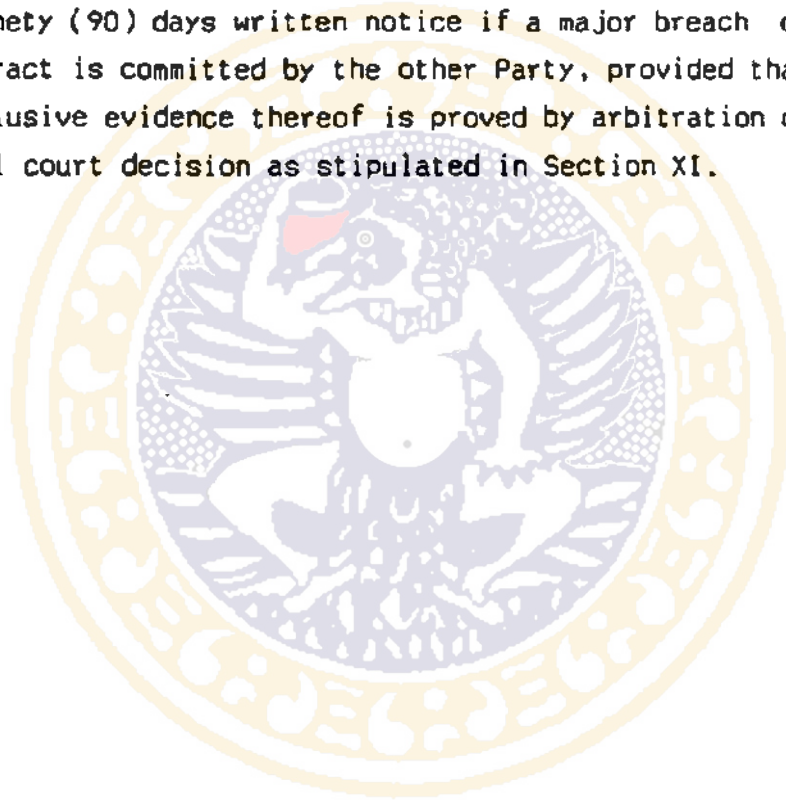 nety (90) days written notice if a major breach
ract is committed by the other Party, provided tha
usive evidence thereof is proved by arbitration
l court decision as stipulated in Section XI.